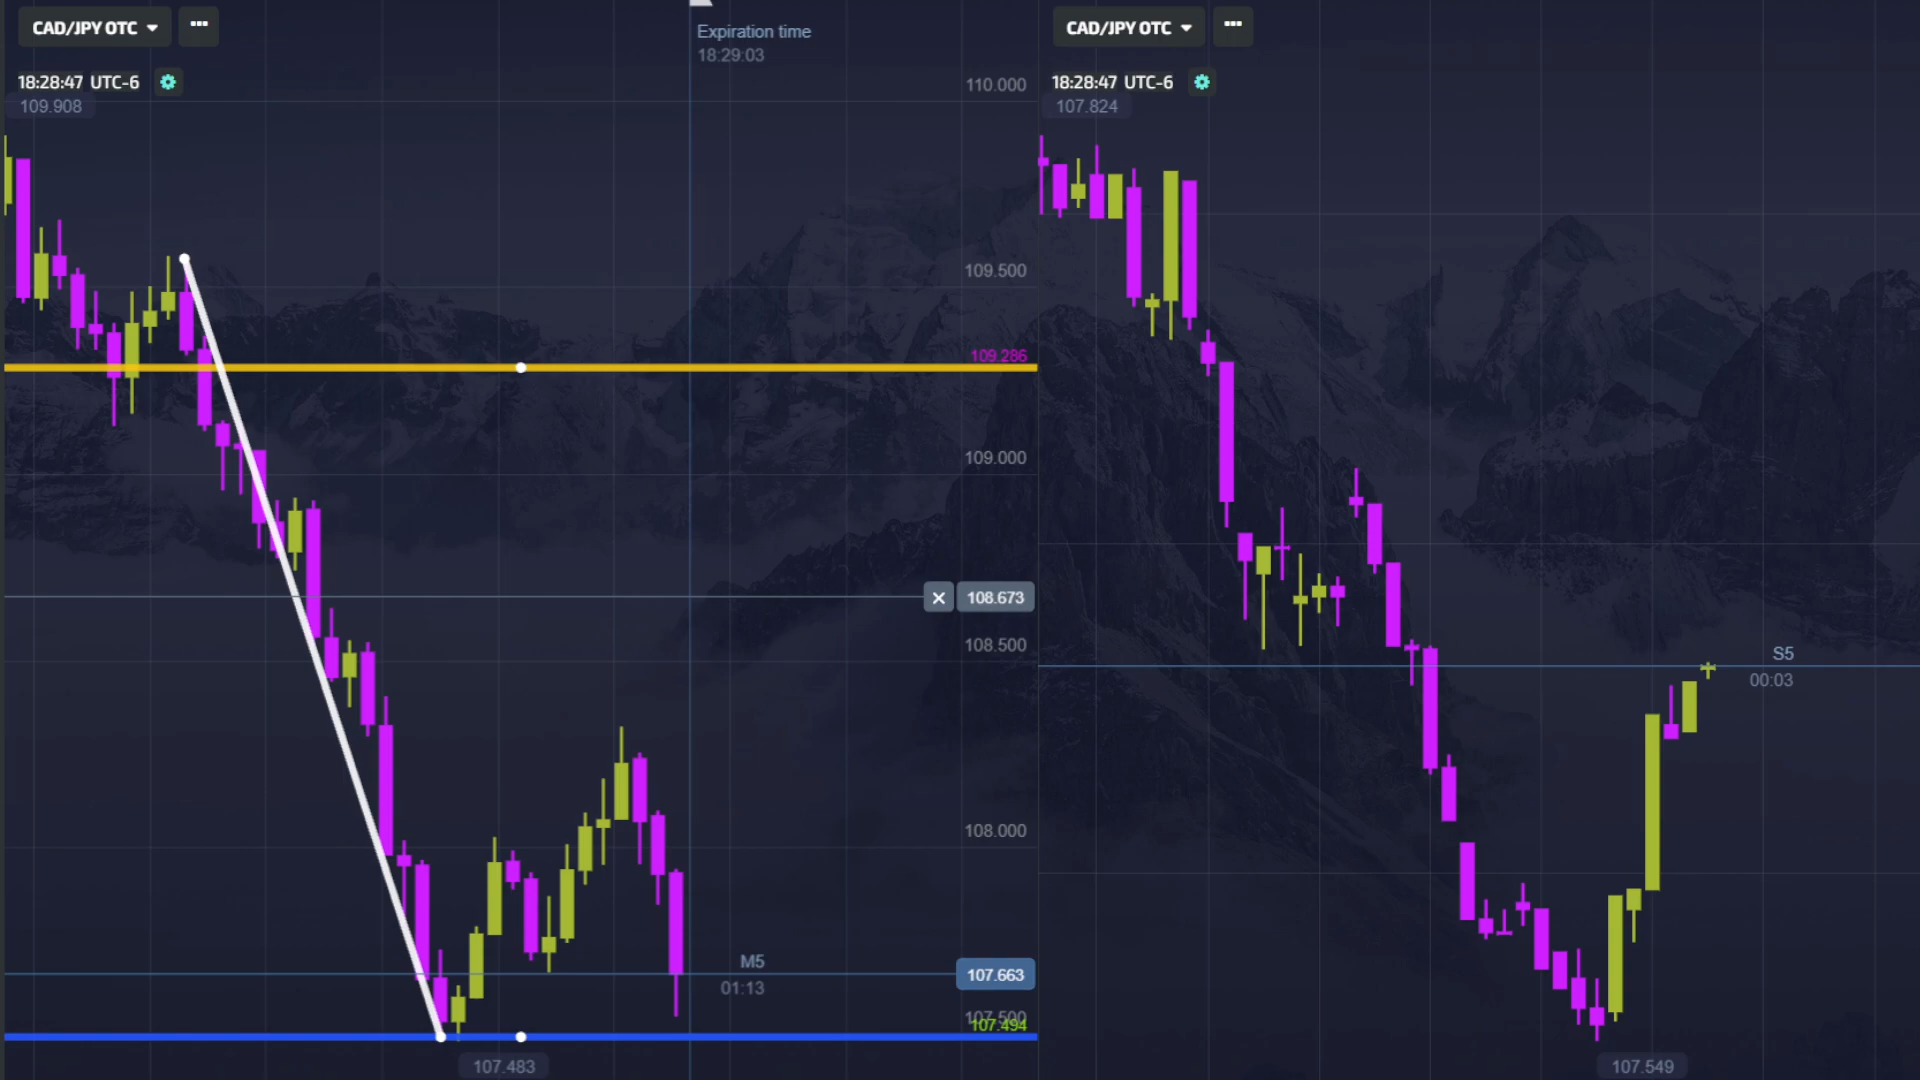 CAD/JPY OTC
18:28:47 UTC-6
109.908
Expiration time
18:29:03
110.000
109.500
109.286
109.000
108.673
108.500
108.000
M5
01:13
107.663
107.500
107.494
107.483
CAD/JPY OTC
18:28:47 UTC-6
107.824
S5
00:03
107.549